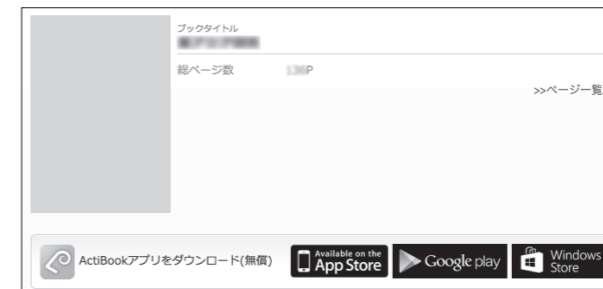 ブックタイトル
総ページ数 136P
>>ページ一覧
ActiBookアプリをダウンロード(無償)
Available on the
App Store
Google play
Windows
Store